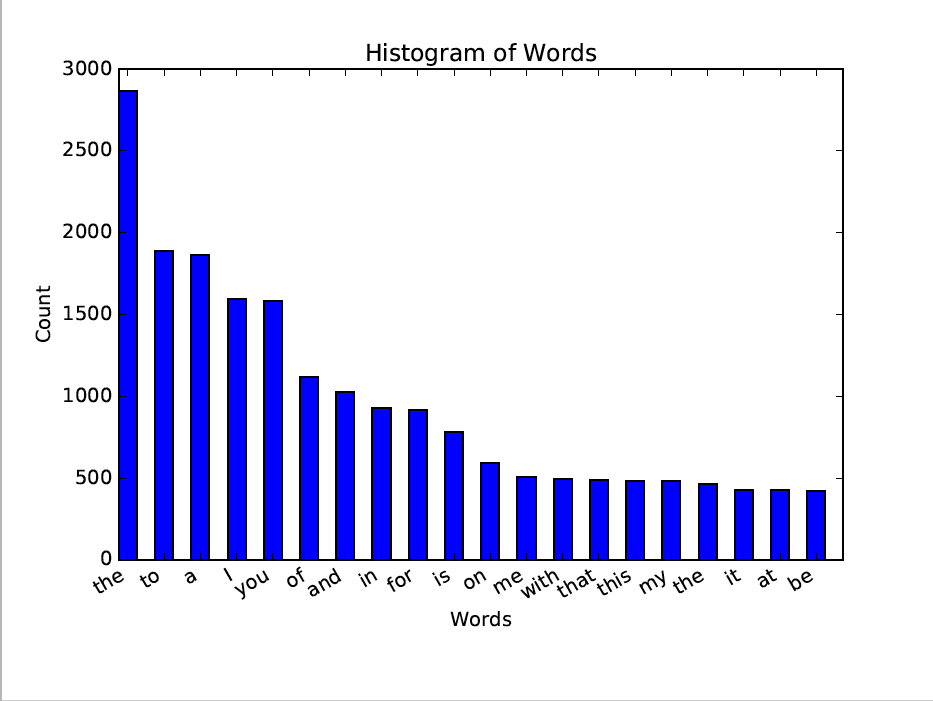 Histogram of Words
3000
2500
2000
1500
1000
500
0
Count
the to a I you of and in for is on me with that this my the it at be
Words